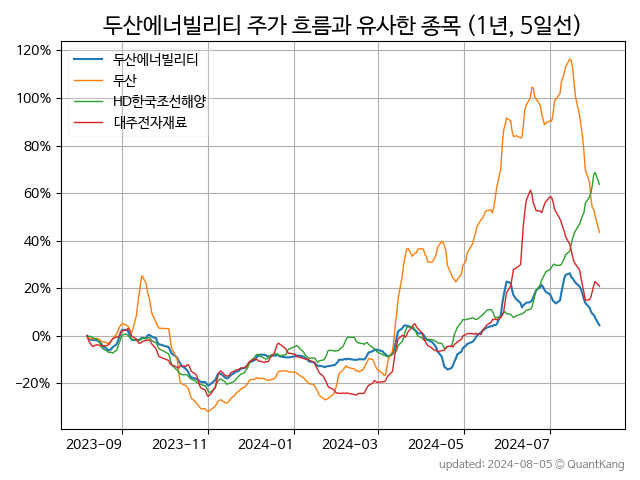 두산에너빌리티 주가 흐름과 유사한 종목 (1년, 5일선)
120%
100%
80%
60%
40%
20%
0%
−20%
두산에너빌리티
두산
HD한국조선해양
대주전자재료
2023-09
2023-11
2024-01
2024-03
2024-05
2024-07
updated: 2024-08-05 © QuantKang